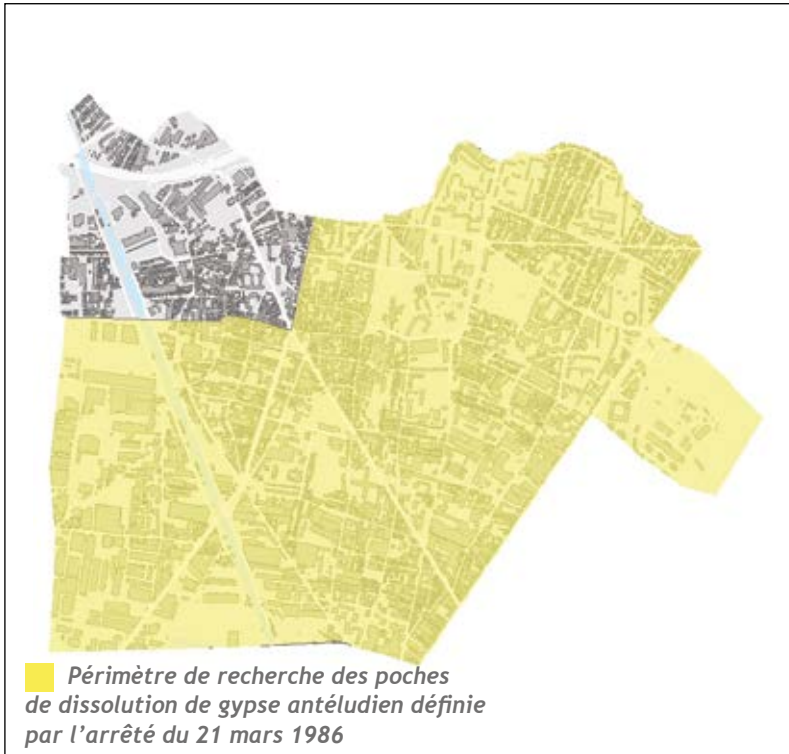 Périmètre de recherche des poches
de dissolution de gypse antéludien définie
par l’arrêté du 21 mars 1986